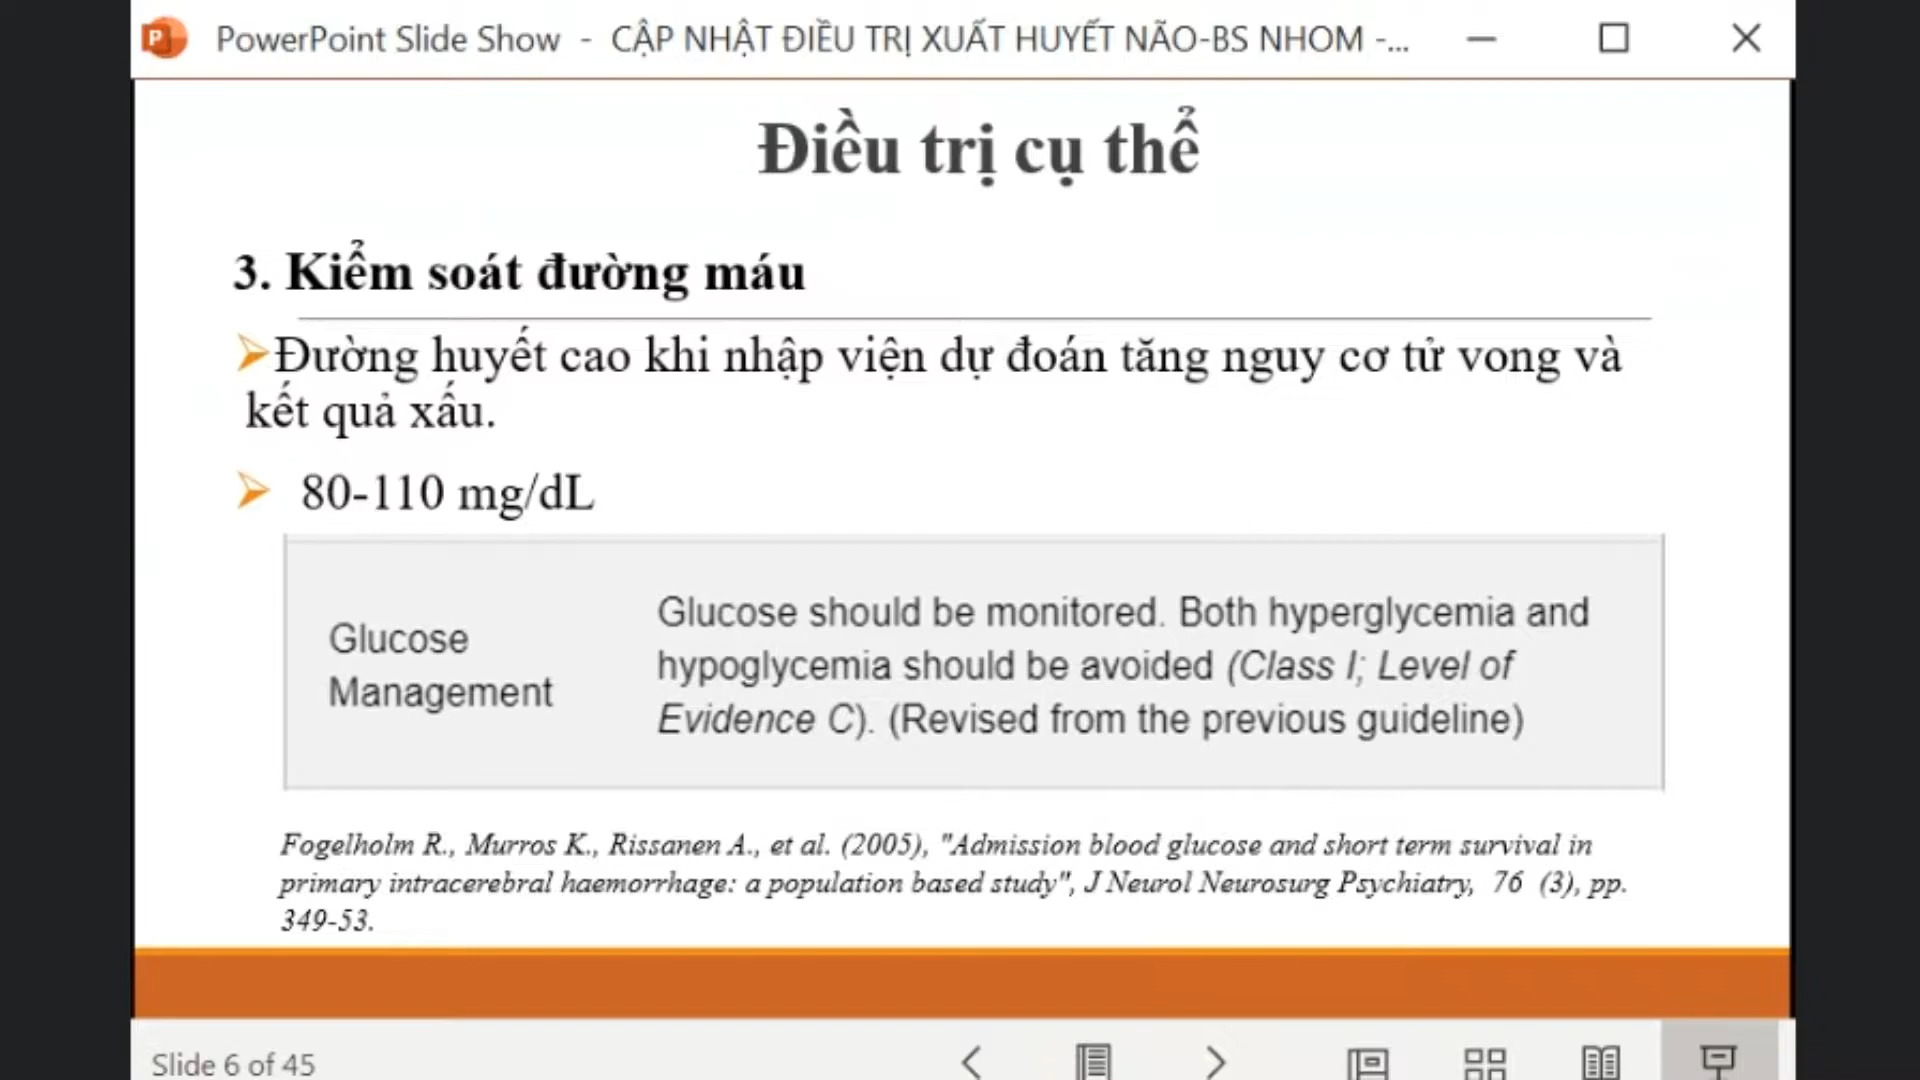 PowerPoint Slide Show - CẬP NHẬT ĐIỀU TRỊ XUẤT HUYẾT NÃO-BS NHOM -...
Điều trị cụ thể
3. Kiểm soát đường máu
Đường huyết cao khi nhập viện dự đoán tăng nguy cơ tử vong và
kết quả xấu.
80-110 mg/dL
Glucose
Management
Glucose should be monitored. Both hyperglycemia and
hypoglycemia should be avoided (Class I; Level of
Evidence C). (Revised from the previous guideline)
Fogelholm R., Murros K., Rissanen A., et al. (2005), "Admission blood glucose and short term survival in
primary intracerebral haemorrhage: a population based study", J Neurol Neurosurg Psychiatry, 76 (3), pp.
349-53.
Slide 6 of 45